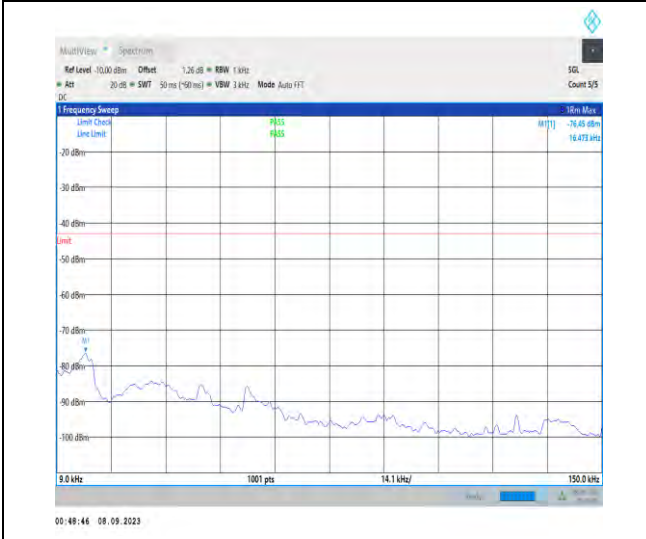 MultiView Spectrum
Ref Level -10.00 dBm Offset 1.26 dB RBW 1 kHz SGL
Att 20 dB SWT 50 ms (~60 ms) VBW 3 kHz Mode Auto FFT Count 5/5
DC
1 Frequency Sweep 1Rm Max
Limit Check PASS M1[1] -76.45 dBm
Line Limit PASS 16.473 kHz
-20 dBm
-30 dBm
-40 dBm
Limit
-50 dBm
-60 dBm
-70 dBm
M1
-80 dBm
-90 dBm
-100 dBm
9.0 kHz 1001 pts 14.1 kHz/ 150.0 kHz
00:48:46 08.09.2023